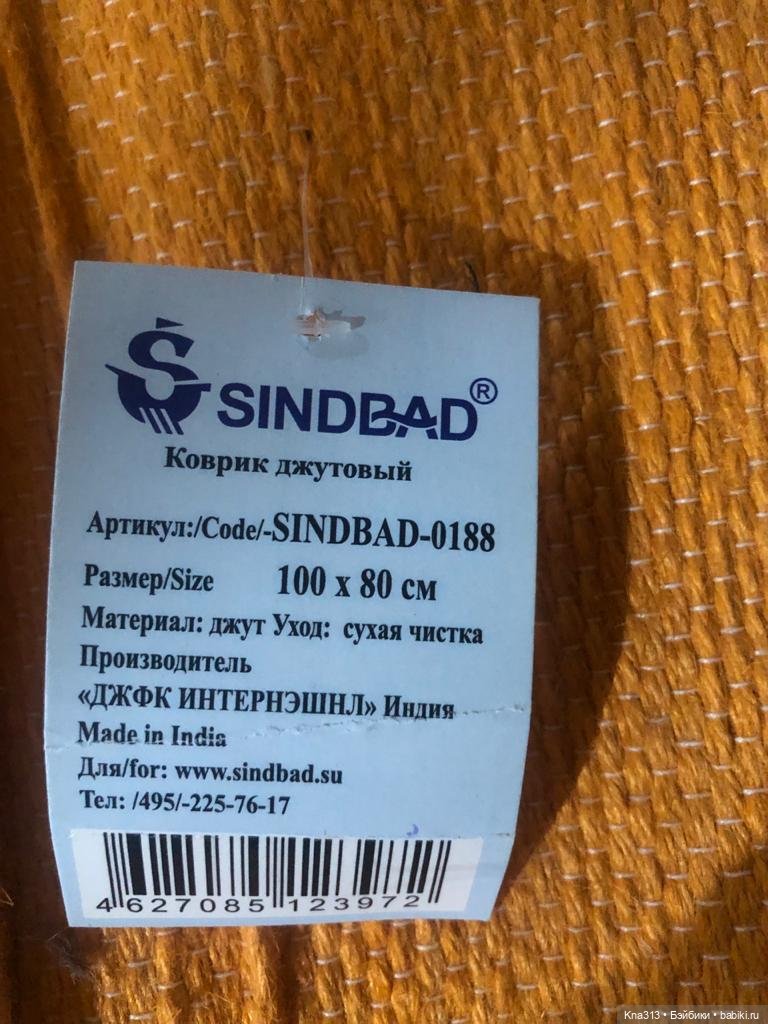 S
SINDBAD®
Коврик джутовый
Артикул:/Code/-SINDBAD-0188
Размер/Size 100 х 80 см
Материал: джут Уход: сухая чистка
Производитель
«ДЖФК ИНТЕРНЭШНЛ» Индия
Made in India
Для/for: www.sindbad.su
Тел: /495/-225-76-17
4 627085 123972
Kna313 • Бэйбики • babiki.ru